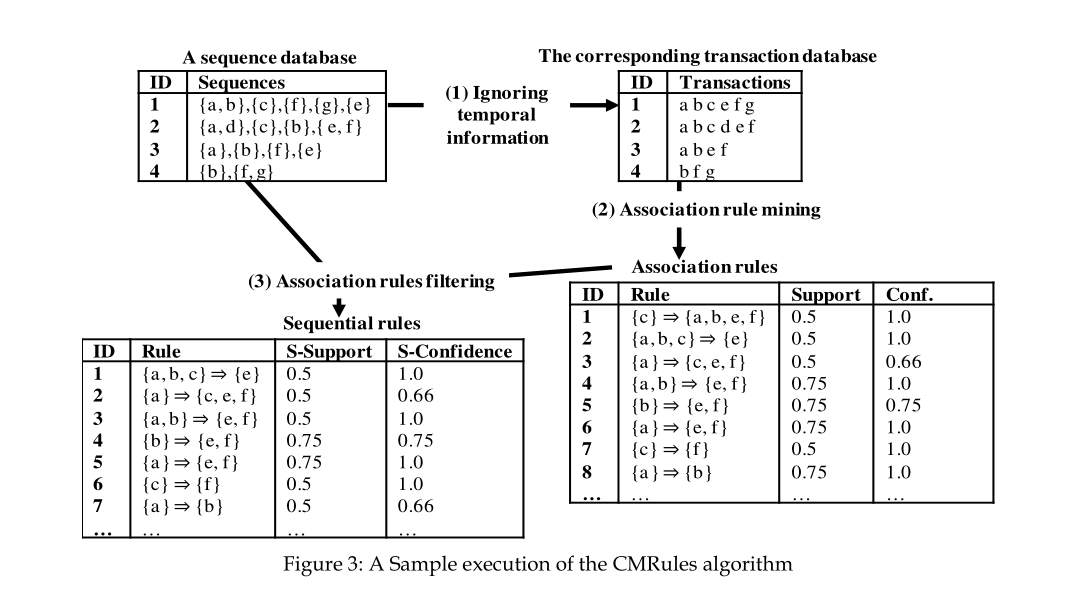 A sequence database
ID Sequences
1 {a,b},{c},{f},{g},{e}
2 {a,d},{c},{b},{e,f}
3 {a},{b},{f},{e}
4 {b},{f,g}
(1) Ignoring
temporal
information
The corresponding transaction database
ID Transactions
1 a b c e f g
2 a b c d e f
3 a b e f
4 b f g
(2) Association rule mining
(3) Association rules filtering
Association rules
ID Rule Support Conf.
1 {c} ⇒ {a,b,e,f} 0.5 1.0
2 {a,b,c} ⇒ {e} 0.5 1.0
3 {a} ⇒ {c,e,f} 0.5 0.66
4 {a,b} ⇒ {e,f} 0.75 1.0
5 {b} ⇒ {e,f} 0.75 0.75
6 {a} ⇒ {e,f} 0.75 1.0
7 {c} ⇒ {f} 0.5 1.0
8 {a} ⇒ {b} 0.75 1.0
... ... ... ...
Sequential rules
ID Rule S-Support S-Confidence
1 {a,b,c} ⇒ {e} 0.5 1.0
2 {a} ⇒ {c,e,f} 0.5 0.66
3 {a,b} ⇒ {e,f} 0.5 1.0
4 {b} ⇒ {e,f} 0.75 0.75
5 {a} ⇒ {e,f} 0.75 1.0
6 {c} ⇒ {f} 0.5 1.0
7 {a} ⇒ {b} 0.5 0.66
... ... ... ...
Figure 3: A Sample execution of the CMRules algorithm